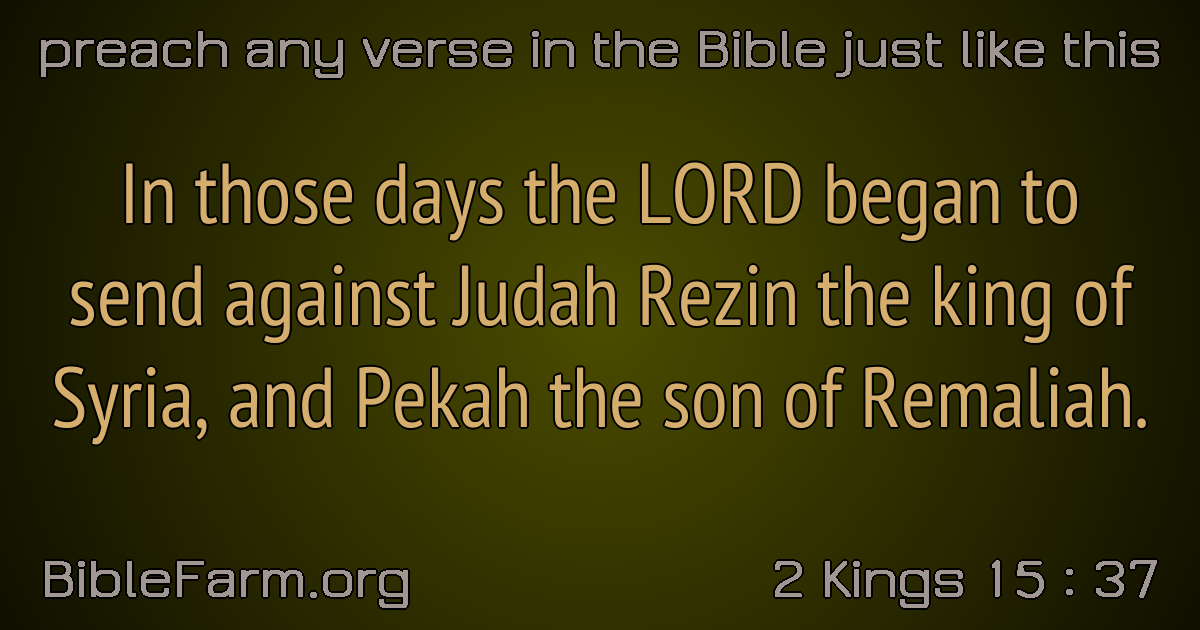 preach any verse in the Bible just like this
In those days the LORD began to
send against Judah Rezin the king of
Syria, and Pekah the son of Remaliah.
BibleFarm.org
2 Kings 15 : 37